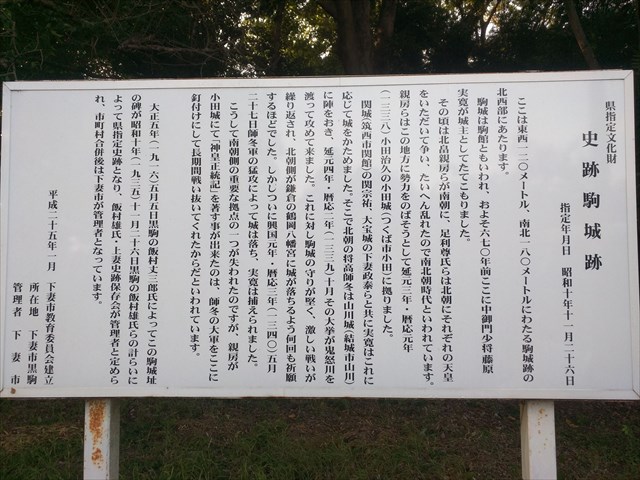 県指定文化財
史跡駒城跡
指定年月日　昭和十年十一月二十六日
ここは東西一二〇メートル、南北一八〇メートルにわたる駒城跡の
北西部にあたります。
駒城は駒館ともいわれ、およそ六七〇年前ここに中御門少将藤原
実寛が城主としてたてこもりました。
その頃は北畠親房らが南朝に、足利尊氏らは北朝にそれぞれの天皇
をいただいて争い、たいへん乱れたので南北朝時代といわれています。
親房らはこの地方に勢力をのばそうとして延元三年・暦応元年
（一三三八）小田治久の小田城（つくば市小田）に拠りました。
関城（筑西市関館）の関宗祐、大宝城の下妻政泰らと共に実寛はこれに
応じて城をかためました。そこで北朝の将高師冬は山川城（結城市山川）
に陣をおき、延元四年・暦応二年（一三三九）十月その大挙が鬼怒川を
渡って攻めて来ました。これに対し駒城の守りが堅く、激しい戦いが
繰り返され、北朝側が鎌倉の鶴岡八幡宮に城が落ちるよう何回も祈願
するほどでした。しかしついに興国元年・暦応三年（一三四〇）五月
二十七日師冬軍の猛攻によって城は落ち、実寛は捕えられました。
こうして南朝側の重要な拠点の一つが失われたのですが、親房が
小田城にて「神皇正統記」を著す事が出来たのは、師冬の大軍をここに
釘付けにして長期間戦い抜いてくれたからだといわれています。
大正五年（一九一六）五月五日黒駒の飯村丈三郎氏によってこの駒城址
の碑が昭和十年（一九三五）十一月二十六日黒駒の飯村雄氏らの計らいに
よって県指定史跡となり、飯村雄氏・上妻史跡保存会が管理者と定めら
れ、市町村合併後は下妻市が管理者となっています。
平成二十五年一月　下妻市教育委員会建立
所在地　下妻市黒駒
管理者　下妻市